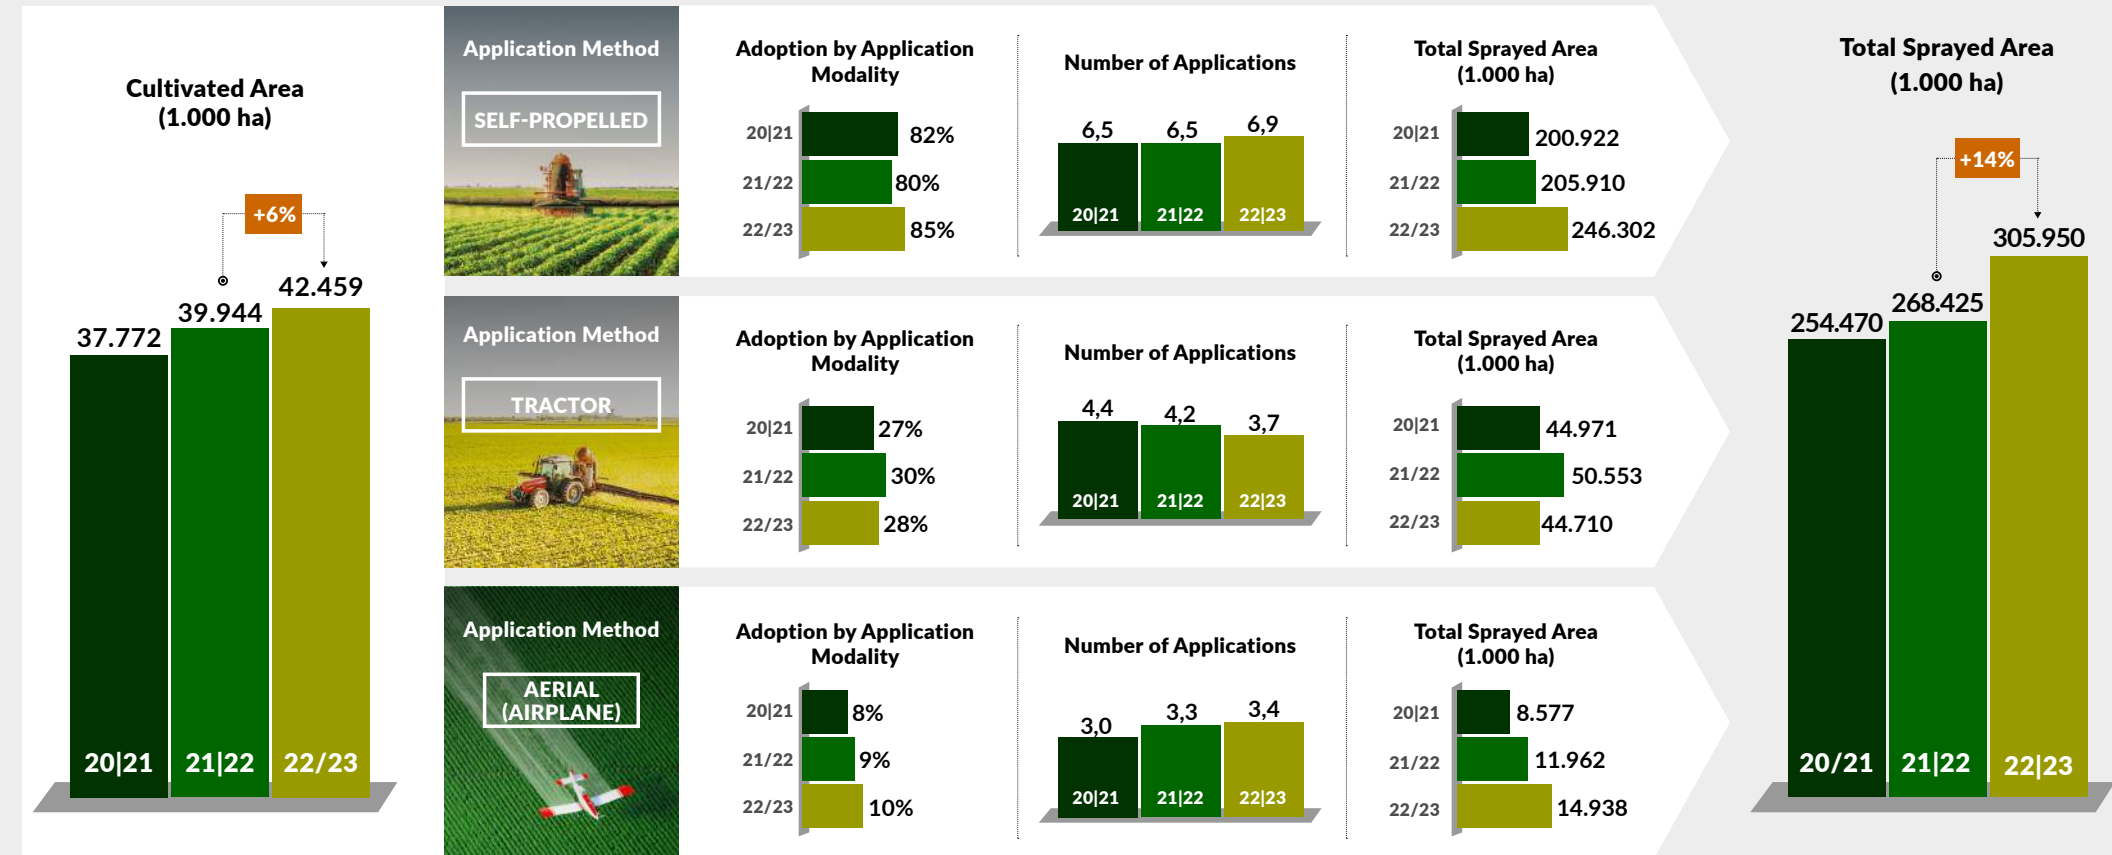 Cultivated Area
(1.000 ha)
+6%
37.772
39.944
42.459
20|21
21|22
22/23
Application Method
SELF-PROPELLED
Adoption by Application
Modality
20|21
82%
21/22
80%
22/23
85%
Number of Applications
6,5
6,5
6,9
20|21
21|22
22|23
Total Sprayed Area
(1.000 ha)
20|21
200.922
21/22
205.910
22/23
246.302
Application Method
TRACTOR
Adoption by Application
Modality
20|21
27%
21/22
30%
22/23
28%
Number of Applications
4,4
4,2
3,7
20|21
21|22
22|23
Total Sprayed Area
(1.000 ha)
20|21
44.971
21/22
50.553
22/23
44.710
Application Method
AERIAL
(AIRPLANE)
Adoption by Application
Modality
20|21
8%
21/22
9%
22/23
10%
Number of Applications
3,0
3,3
3,4
20|21
21|22
22|23
Total Sprayed Area
(1.000 ha)
20|21
8.577
21/22
11.962
22/23
14.938
Total Sprayed Area
(1.000 ha)
+14%
254.470
268.425
305.950
20/21
21|22
22|23